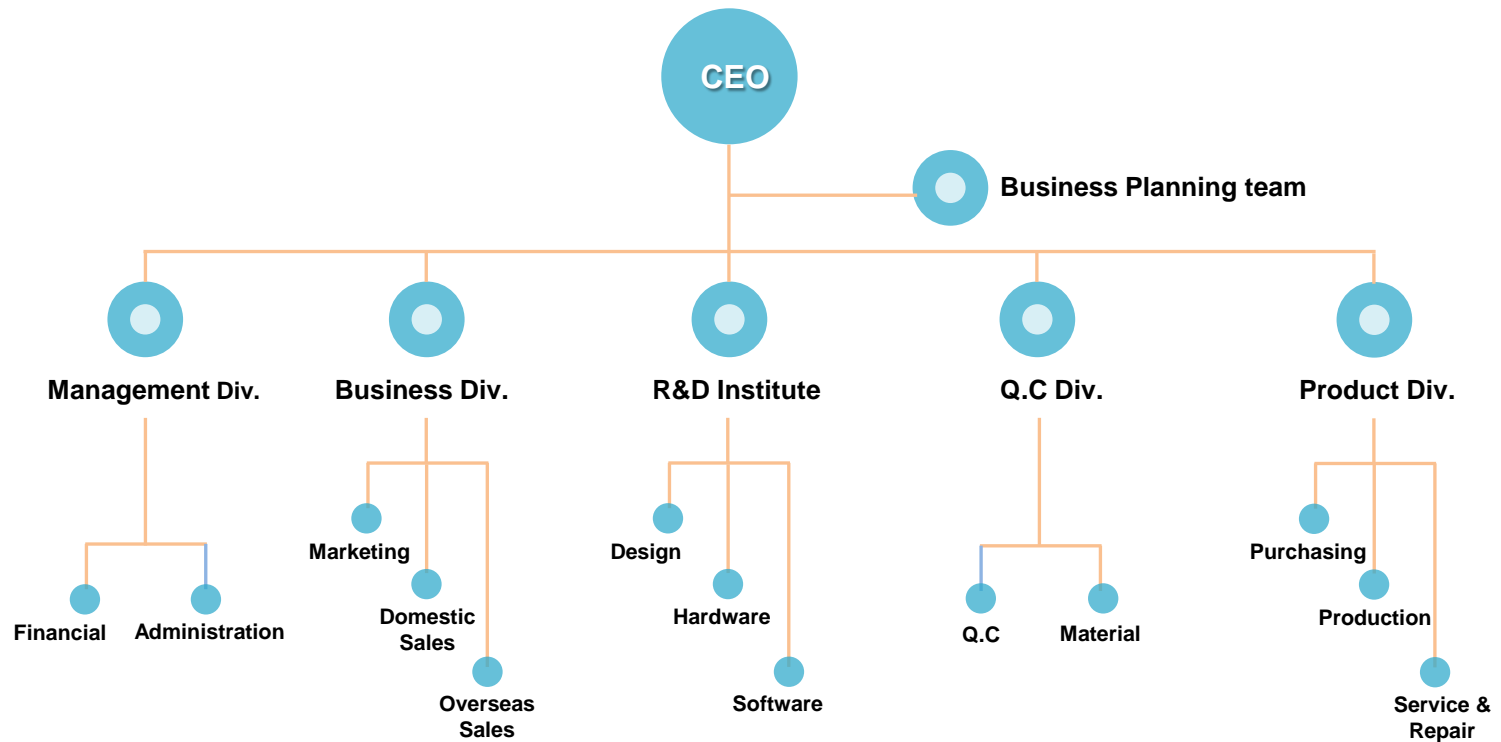 CEO
Business Planning team
Management Div.
Business Div.
R&D Institute
Q.C Div.
Product Div.
Marketing
Design
Purchasing
Domestic
Sales
Hardware
Production
Financial
Administration
Q.C
Material
Overseas
Sales
Software
Service &
Repair